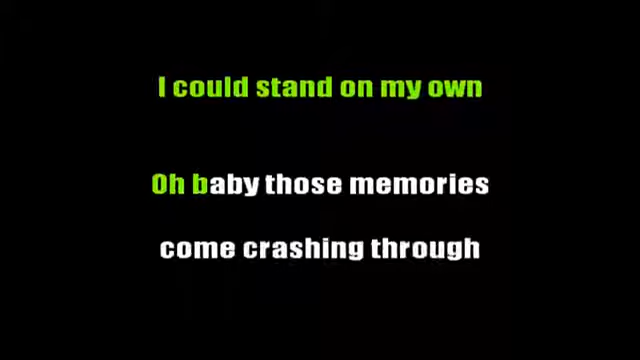 I could stand on my own
Oh baby those memories
come crashing through